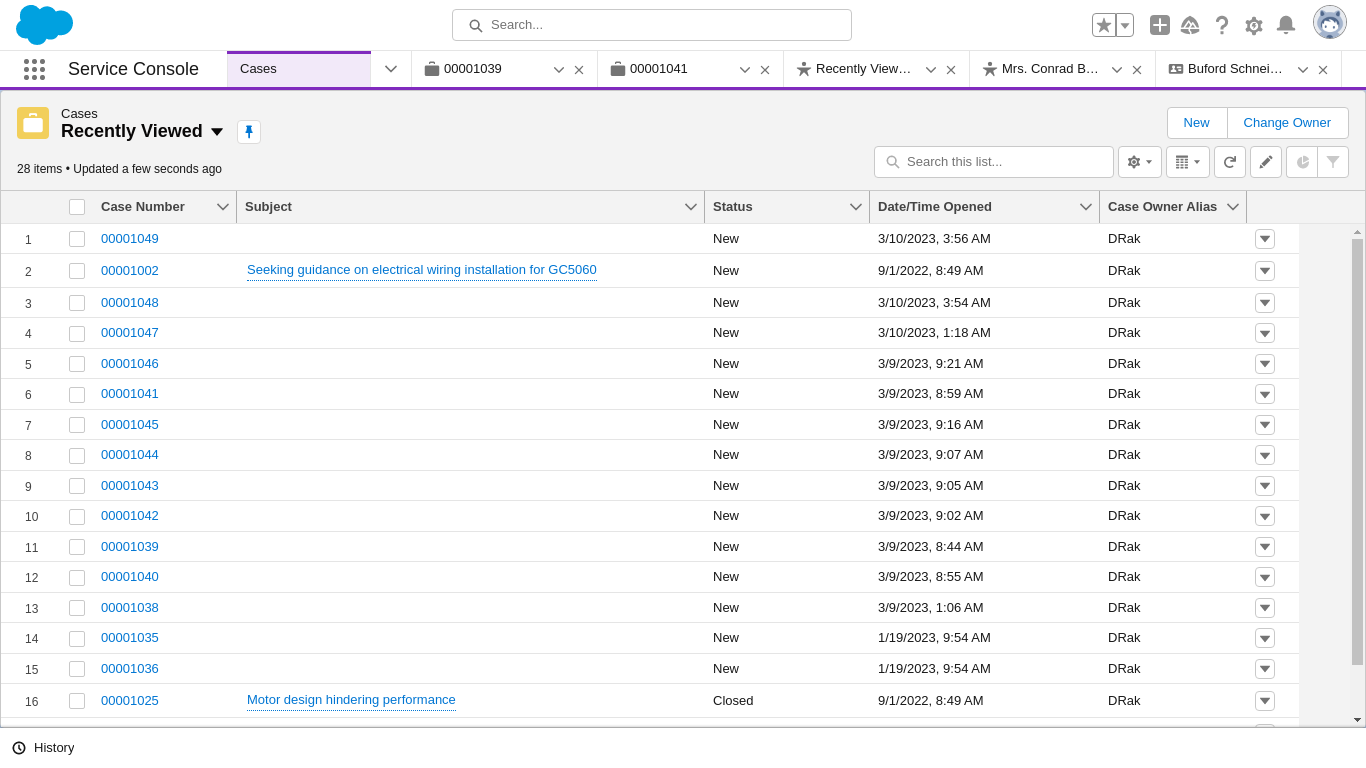 Search...
Service Console
Cases
00001039
00001041
Recently View…
Mrs. Conrad B…
Buford Schnei…
Cases
Recently Viewed
New
Change Owner
28 items • Updated a few seconds ago
Search this list...
Case Number Subject Status Date/Time Opened Case Owner Alias
1 00001049 New 3/10/2023, 3:56 AM DRak
2 00001002 Seeking guidance on electrical wiring installation for GC5060 New 9/1/2022, 8:49 AM DRak
3 00001048 New 3/10/2023, 3:54 AM DRak
4 00001047 New 3/10/2023, 1:18 AM DRak
5 00001046 New 3/9/2023, 9:21 AM DRak
6 00001041 New 3/9/2023, 8:59 AM DRak
7 00001045 New 3/9/2023, 9:16 AM DRak
8 00001044 New 3/9/2023, 9:07 AM DRak
9 00001043 New 3/9/2023, 9:05 AM DRak
10 00001042 New 3/9/2023, 9:02 AM DRak
11 00001039 New 3/9/2023, 8:44 AM DRak
12 00001040 New 3/9/2023, 8:55 AM DRak
13 00001038 New 3/9/2023, 1:06 AM DRak
14 00001035 New 1/19/2023, 9:54 AM DRak
15 00001036 New 1/19/2023, 9:54 AM DRak
16 00001025 Motor design hindering performance Closed 9/1/2022, 8:49 AM DRak
History